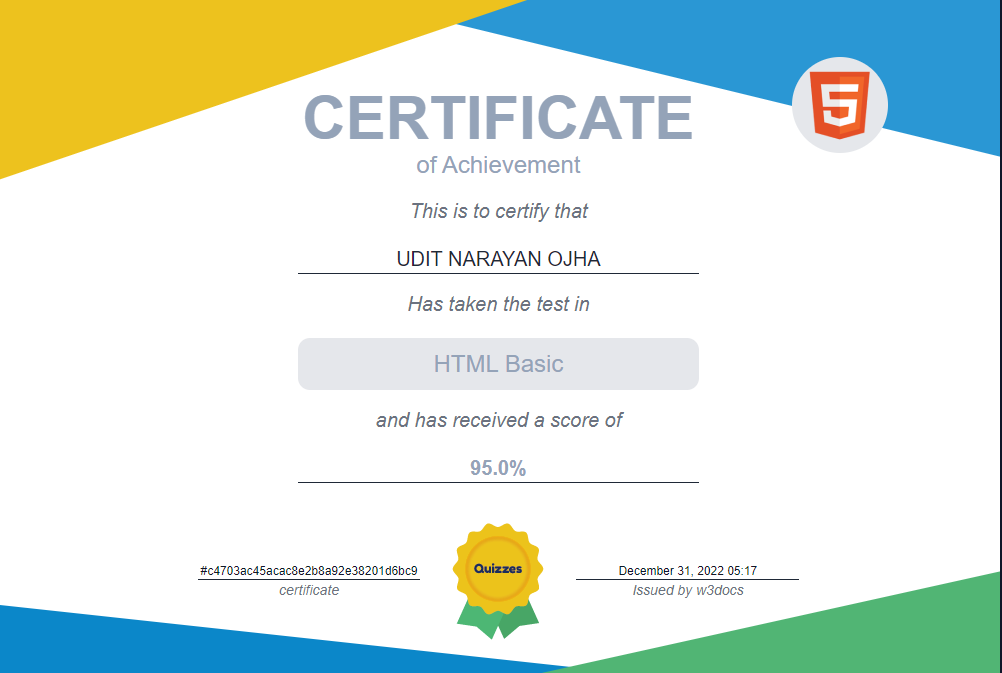 CERTIFICATE
of Achievement
This is to certify that
UDIT NARAYAN OJHA
Has taken the test in
HTML Basic
and has received a score of
95.0%
#c4703ac45acac8e2b8a92e38201d6bc9
certificate
Quizzes
December 31, 2022 05:17
Issued by w3docs